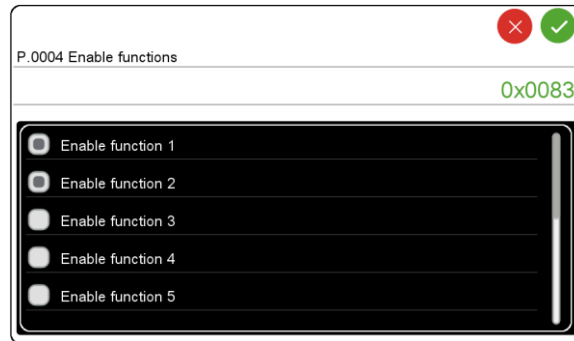 P.0004 Enable functions
0x0083
Enable function 1
Enable function 2
Enable function 3
Enable function 4
Enable function 5